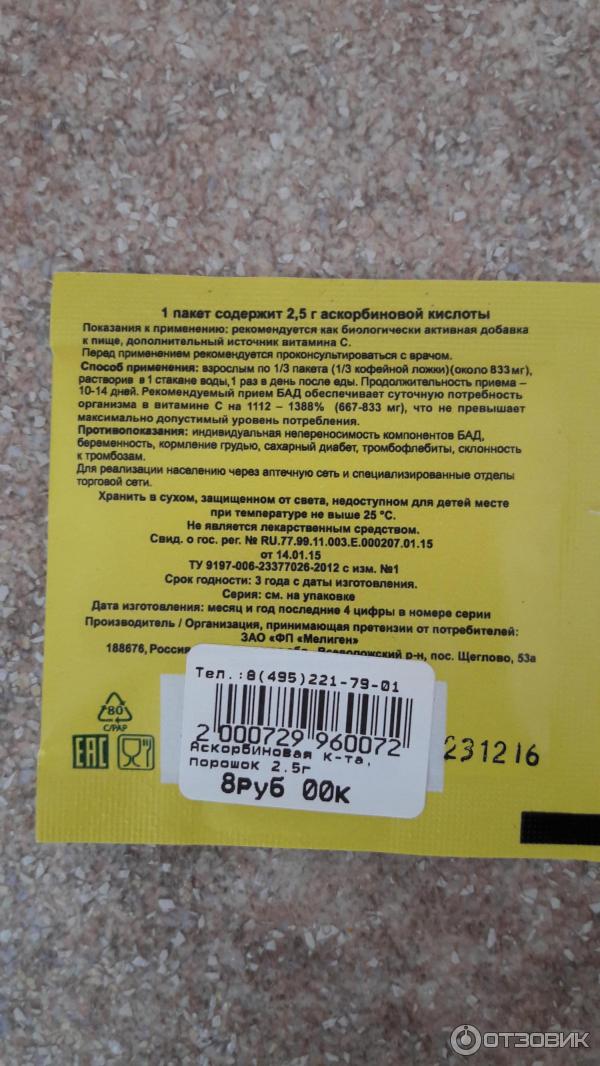 1 пакет содержит 2,5 г аскорбиновой кислоты
Показания к применению: рекомендуется как биологически активная добавка
к пище, дополнительный источник витамина С.
Перед применением рекомендуется проконсультироваться с врачом.
Способ применения: взрослым по 1/3 пакета (1/3 кофейной ложки)(около 833мг),
растворив в 1 стакане воды,1 раз в день после еды. Продолжительность приема –
10-14 дней. Рекомендуемый прием БАД обеспечивает суточную потребность
организма в витамине С на 1112 – 1388% (667-833 мг), что не превышает
максимально допустимый уровень потребления.
Противопоказания: индивидуальная непереносимость компонентов БАД,
беременность, кормление грудью, сахарный диабет, тромбофлебиты, склонность
к тромбозам.
Для реализации населению через аптечную сеть и специализированные отделы
торговой сети.
Хранить в сухом, защищенном от света, недоступном для детей месте
при температуре не выше 25 °С.
Не является лекарственным средством.
Свид. о гос. рег. № RU.77.99.11.003.Е.000207.01.15
от 14.01.15
ТУ 9197-006-23377026-2012 с изм. №1
Срок годности: 3 года с даты изготовления.
Серия: см. на упаковке
Дата изготовления: месяц и год последние 4 цифры в номере серии
Производитель / Организация, принимающая претензии от потребителей:
ЗАО «ФП «Мелиген»
188676, Россия Всеволожский р-н, пос. Щеглово, 53а
Тел.:8(495)221-79-01
2 000729 960072
Аскорбиновая к-та,
порошок 2.5г
8руб 00к
80
C/PAP
EAC
231216
ОТЗОВИК